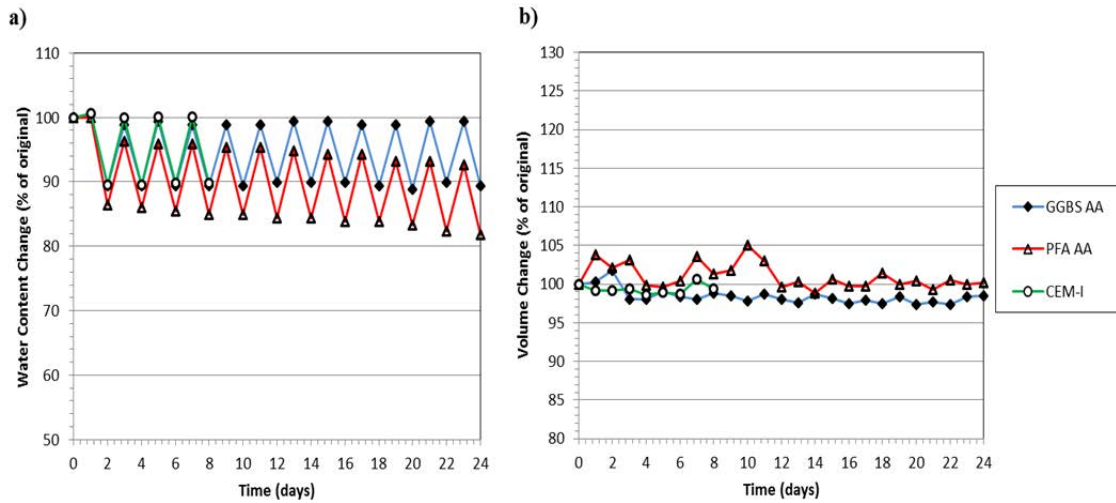 a)
110
100
90
80
70
60
50
Water Content Change (% of original)
0 2 4 6 8 10 12 14 16 18 20 22 24
Time (days)
b)
130
125
120
115
110
105
100
95
90
85
80
Volume Change (% of original)
0 2 4 6 8 10 12 14 16 18 20 22 24
Time (days)
GGBS AA
PFA AA
CEM-I